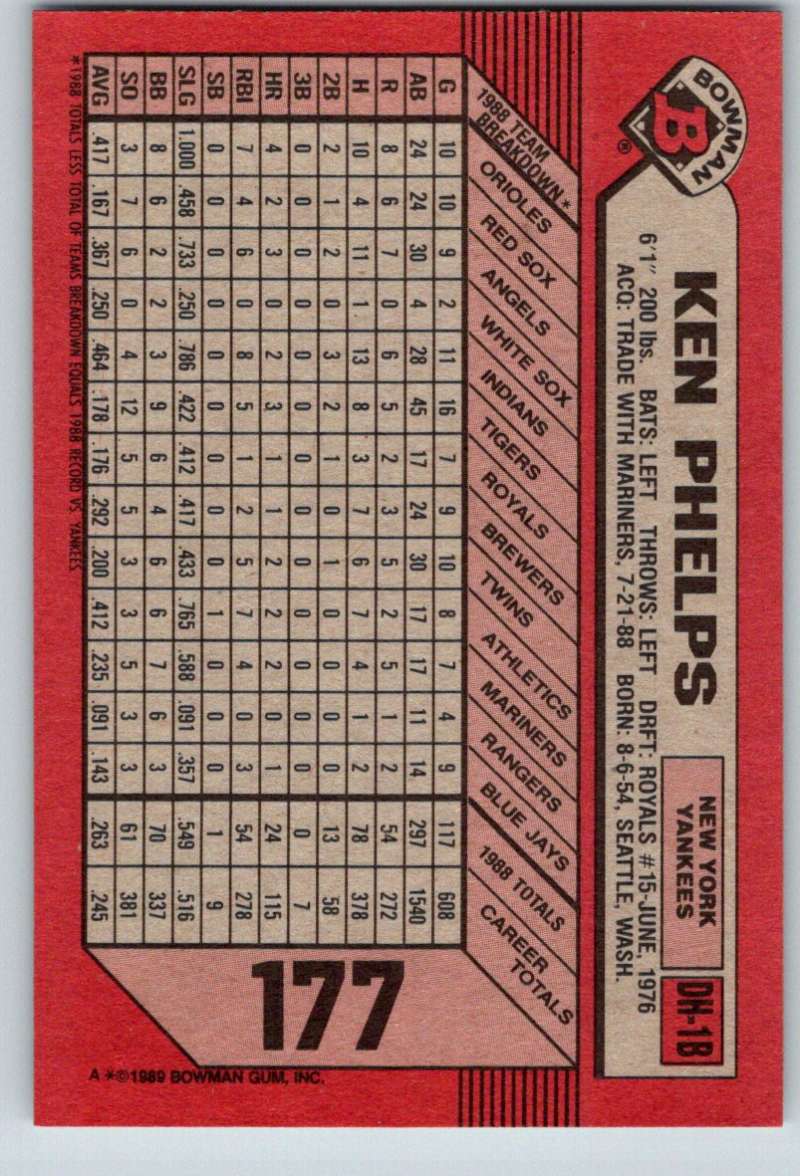 BOWMAN
B
®
KEN PHELPS
NEW YORK
YANKEES
DH-1B
6'1" 200 lbs. BATS: LEFT THROWS: LEFT DRFT: ROYALS #15-JUNE, 1976
ACQ: TRADE WITH MARINERS, 7-21-88 BORN: 8-6-54, SEATTLE, WASH.
1988 TEAM
BREAKDOWN*
ORIOLES
RED SOX
ANGELS
WHITE SOX
INDIANS
TIGERS
ROYALS
BREWERS
TWINS
ATHLETICS
MARINERS
RANGERS
BLUE JAYS
1988 TOTALS
CAREER
TOTALS
G 10 10 9 2 11 16 7 9 10 8 7 4 9 117 608
AB 24 24 30 4 28 45 17 24 30 17 17 11 14 297 1540
R 8 6 7 0 6 5 2 3 5 2 5 1 2 54 272
H 10 4 11 1 13 8 3 7 6 7 4 1 2 78 378
2B 2 1 2 0 3 2 1 0 1 0 0 0 0 13 58
3B 0 0 0 0 0 0 0 0 0 0 0 0 0 0 7
HR 4 2 3 0 2 3 1 1 2 2 2 0 1 24 115
RBI 7 4 6 0 8 5 1 2 5 7 4 0 3 54 278
SB 0 0 0 0 0 0 0 0 0 1 0 0 0 1 9
SLG 1.000 .458 .733 .250 .786 .422 .412 .417 .433 .765 .588 .091 .357 .549 .516
BB 8 6 2 2 3 9 6 4 6 6 7 6 3 70 337
SO 3 7 6 0 4 12 5 5 3 3 5 3 3 61 381
AVG .417 .167 .367 .250 .464 .178 .176 .292 .200 .412 .235 .091 .143 .263 .245
*1988 TOTALS LESS TOTAL OF TEAMS BREAKDOWN EQUALS 1988 RECORD VS. YANKEES
177
A *©1989 BOWMAN GUM, INC.